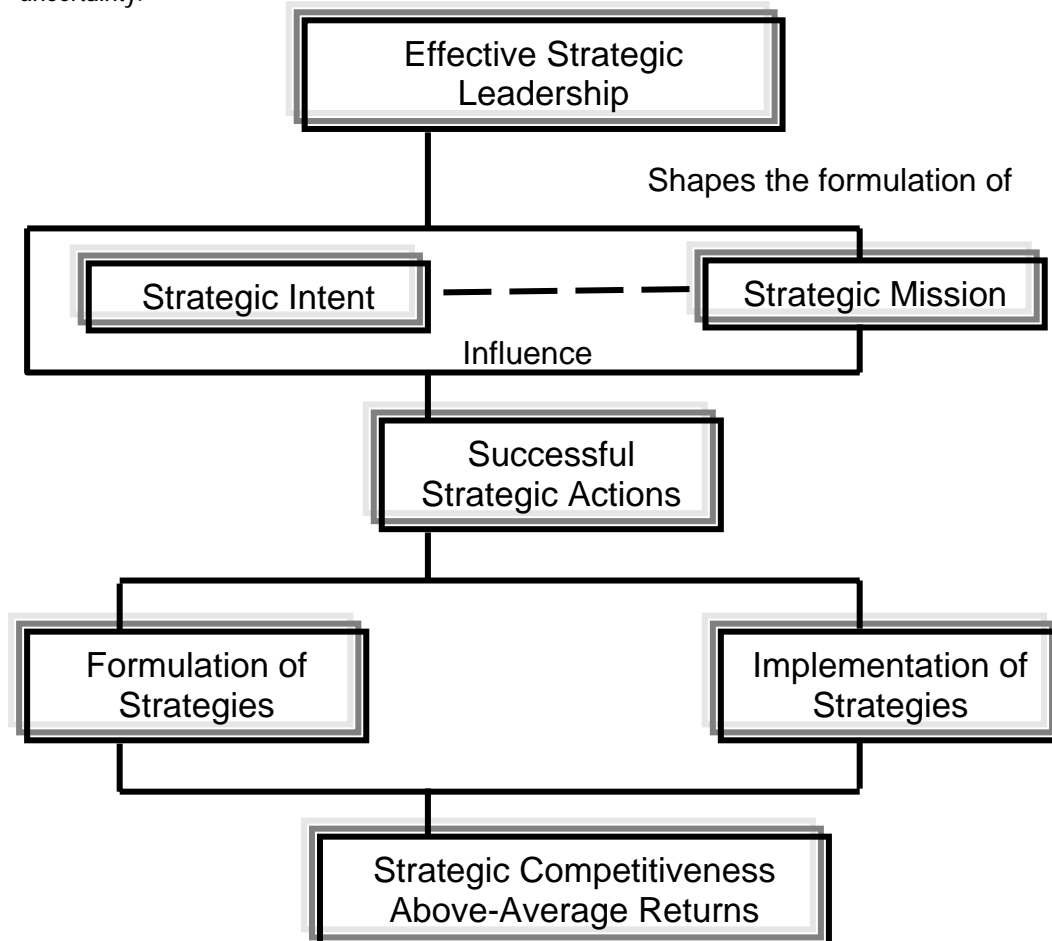 uncertainty.
Effective Strategic
Leadership
Shapes the formulation of
Strategic Intent
Strategic Mission
Influence
Successful
Strategic Actions
Formulation of
Strategies
Implementation of
Strategies
Strategic Competitiveness
Above-Average Returns